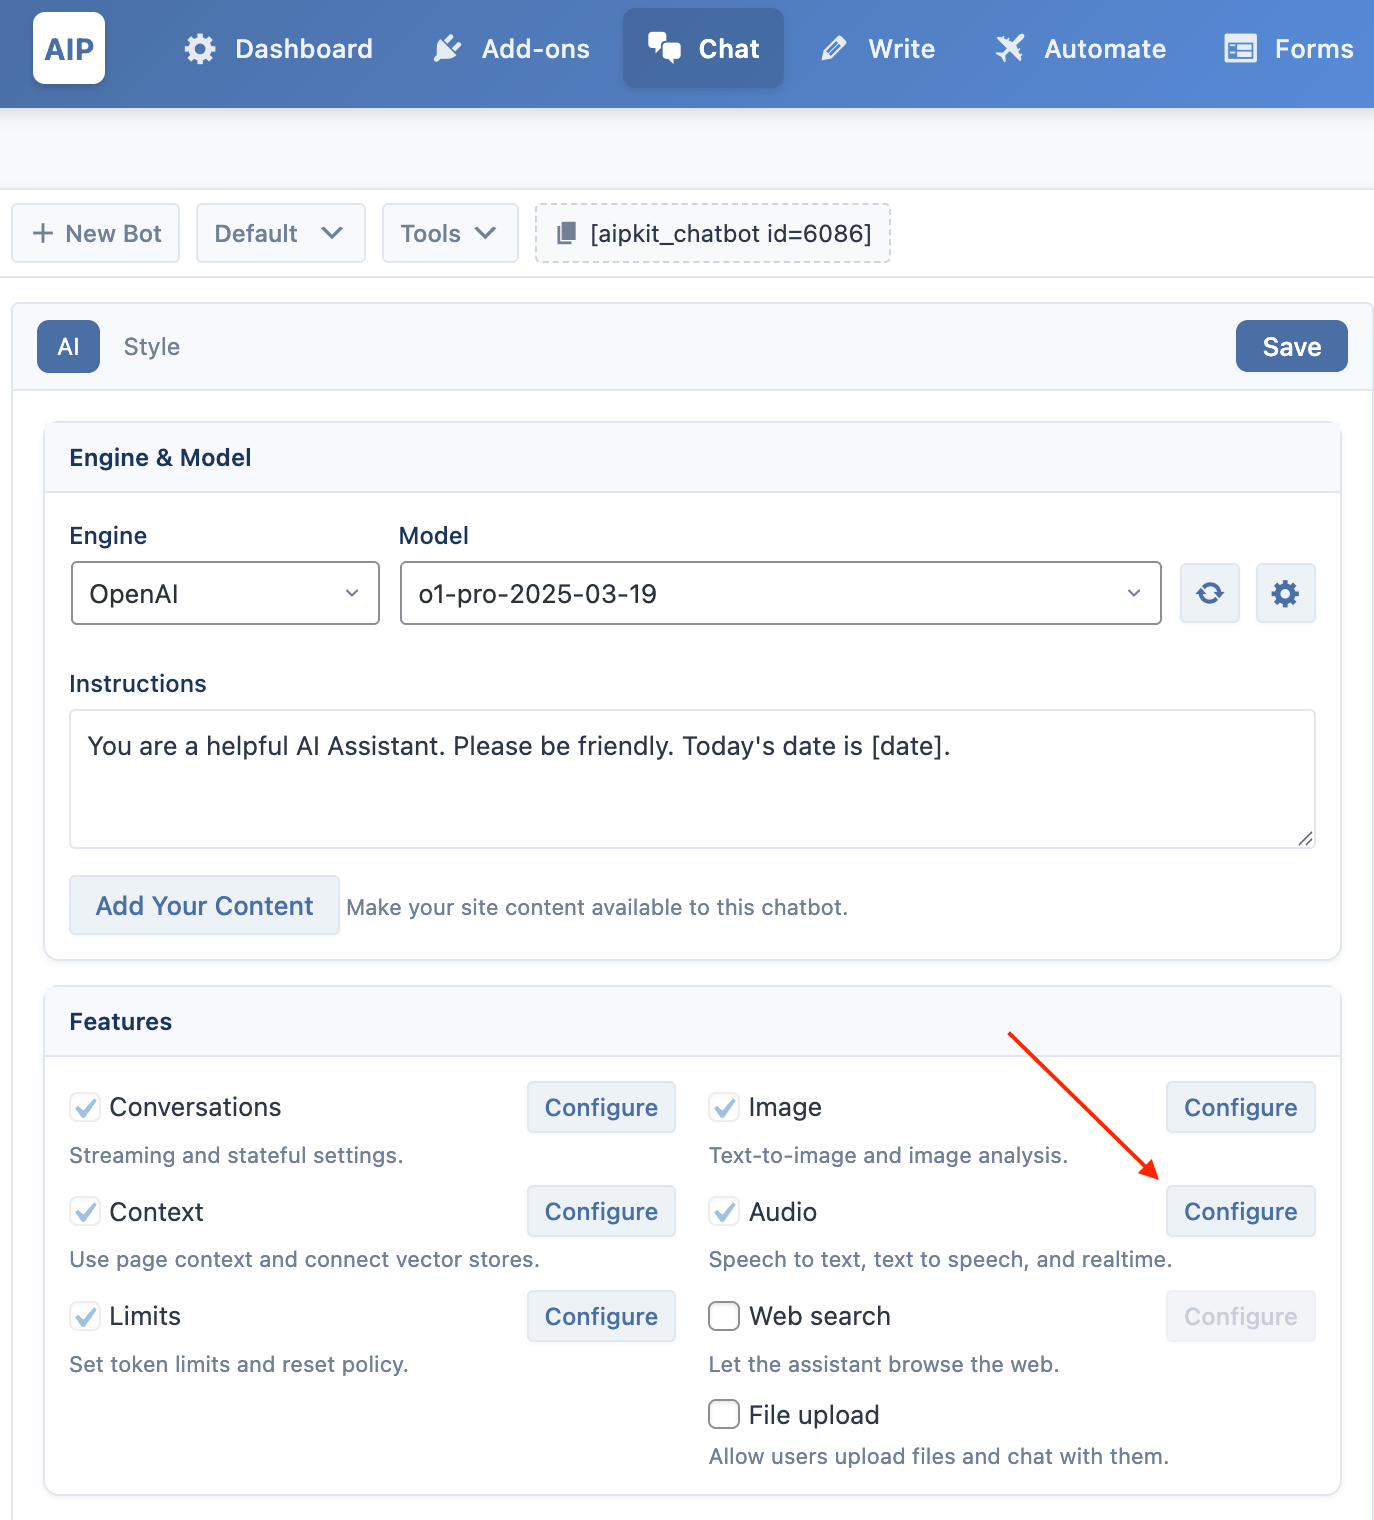 AIP Dashboard Add-ons Chat Write Automate Forms
New Bot Default Tools [aipkit_chatbot id=6086]
AI Style Save
Engine & Model
Engine Model
OpenAI o1-pro-2025-03-19
Instructions
You are a helpful AI Assistant. Please be friendly. Today's date is [date].
Add Your Content Make your site content available to this chatbot.
Features
Conversations Configure Image Configure
Streaming and stateful settings. Text-to-image and image analysis.
Context Configure Audio Configure
Use page context and connect vector stores. Speech to text, text to speech, and realtime.
Limits Configure Web search Configure
Set token limits and reset policy. Let the assistant browse the web.
File upload
Allow users upload files and chat with them.